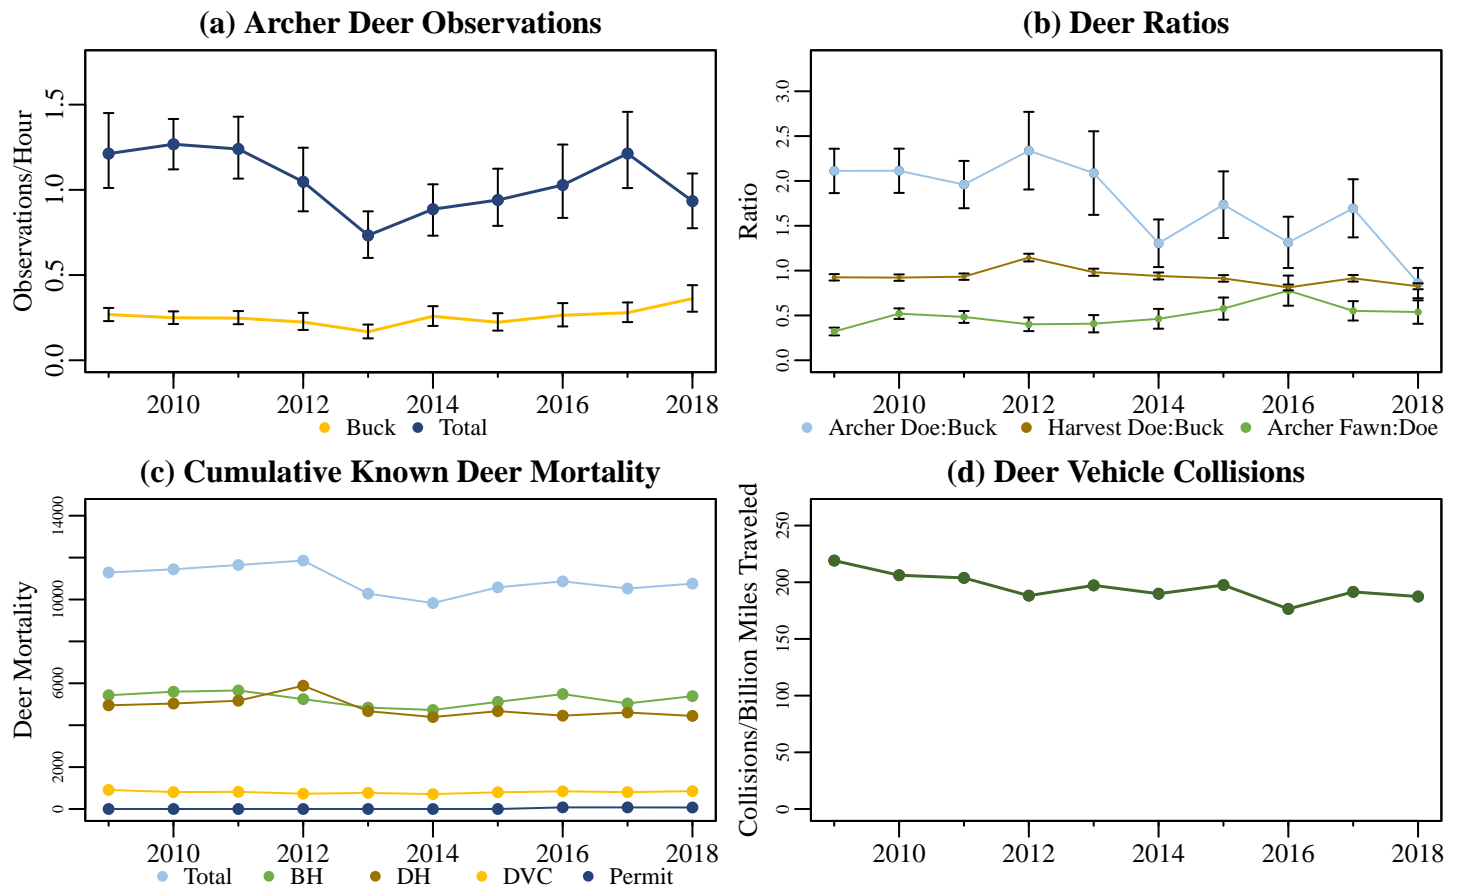 (a) Archer Deer Observations
Observations/Hour
1.5
1.0
0.5
0.0
2010 2012 2014 2016 2018
Buck Total
(b) Deer Ratios
Ratio
3.0
2.5
2.0
1.5
1.0
0.5
0.0
2010 2012 2014 2016 2018
Archer Doe:Buck Harvest Doe:Buck Archer Fawn:Doe
(c) Cumulative Known Deer Mortality
Deer Mortality
14000
10000
6000
2000
0
2010 2012 2014 2016 2018
Total BH DH DVC Permit
(d) Deer Vehicle Collisions
Collisions/Billion Miles Traveled
250
200
150
100
50
0
2010 2012 2014 2016 2018